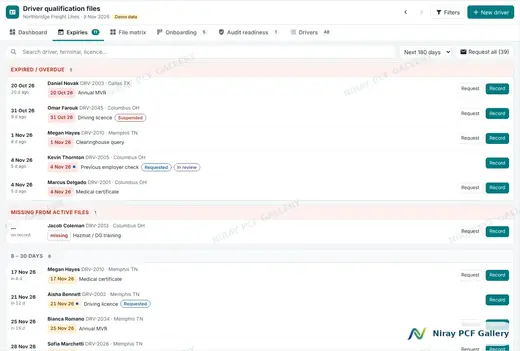 Driver qualification files
Northbridge Freight Lines - 9 Nov 2026 Demo data
Filters
+ New driver
Dashboard
Expiries 11
File matrix
Onboarding 5
Audit readiness 1
Drivers 48
Search driver, terminal, licence...
Next 180 days
Request all (39)
EXPIRED / OVERDUE 5
20 Oct 26 Daniel Novak DRV-2003 · Dallas TX
20 d ago 20 Oct 26 Annual MVR
Request Record
31 Oct 26 Omar Farouk DRV-2045 · Columbus OH
9 d ago 31 Oct 26 Driving licence Suspended
Request Record
1 Nov 26 Megan Hayes DRV-2010 · Memphis TN
8 d ago 1 Nov 26 Clearinghouse query
Request Record
4 Nov 26 Kevin Thornton DRV-2005 · Columbus OH
5 d ago 4 Nov 26 Previous employer check Requested In review
Record
4 Nov 26 Marcus Delgado DRV-2001 · Columbus OH
5 d ago 4 Nov 26 Medical certificate
Request Record
MISSING FROM ACTIVE FILES 1
— Jacob Coleman DRV-2013 · Columbus OH
no record missing Hazmat / DG training
Request Record
8 – 30 DAYS 6
17 Nov 26 Megan Hayes DRV-2010 · Memphis TN
in 8 d 17 Nov 26 Medical certificate
Request Record
21 Nov 26 Aisha Bennett DRV-2002 · Memphis TN
in 12 d 21 Nov 26 Driving licence Requested
Record
25 Nov 26 Bianca Romano DRV-2024 · Memphis TN
in 16 d 25 Nov 26 Annual MVR
28 Nov 26 Sofia Marchetti DRV-2026 · Memphis TN
Request Record
Niray PCF Gallery
NIRAY PCF GALLERY